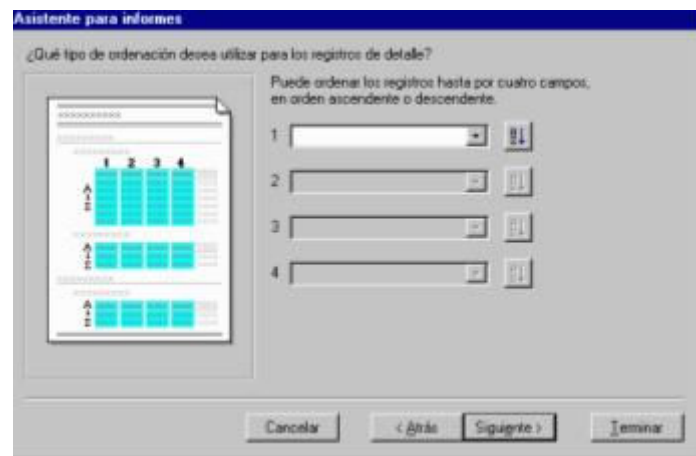 Asistente para informes
¿Qué tipo de ordenación desea utilizar para los registros de detalle?
Puede ordenar los registros hasta por cuatro campos,
en orden ascendente o descendente.
1
2
3
4
1 2 3 4
A
Z
A
Z
A
Z
Cancelar < Atrás Siguiente > Terminar